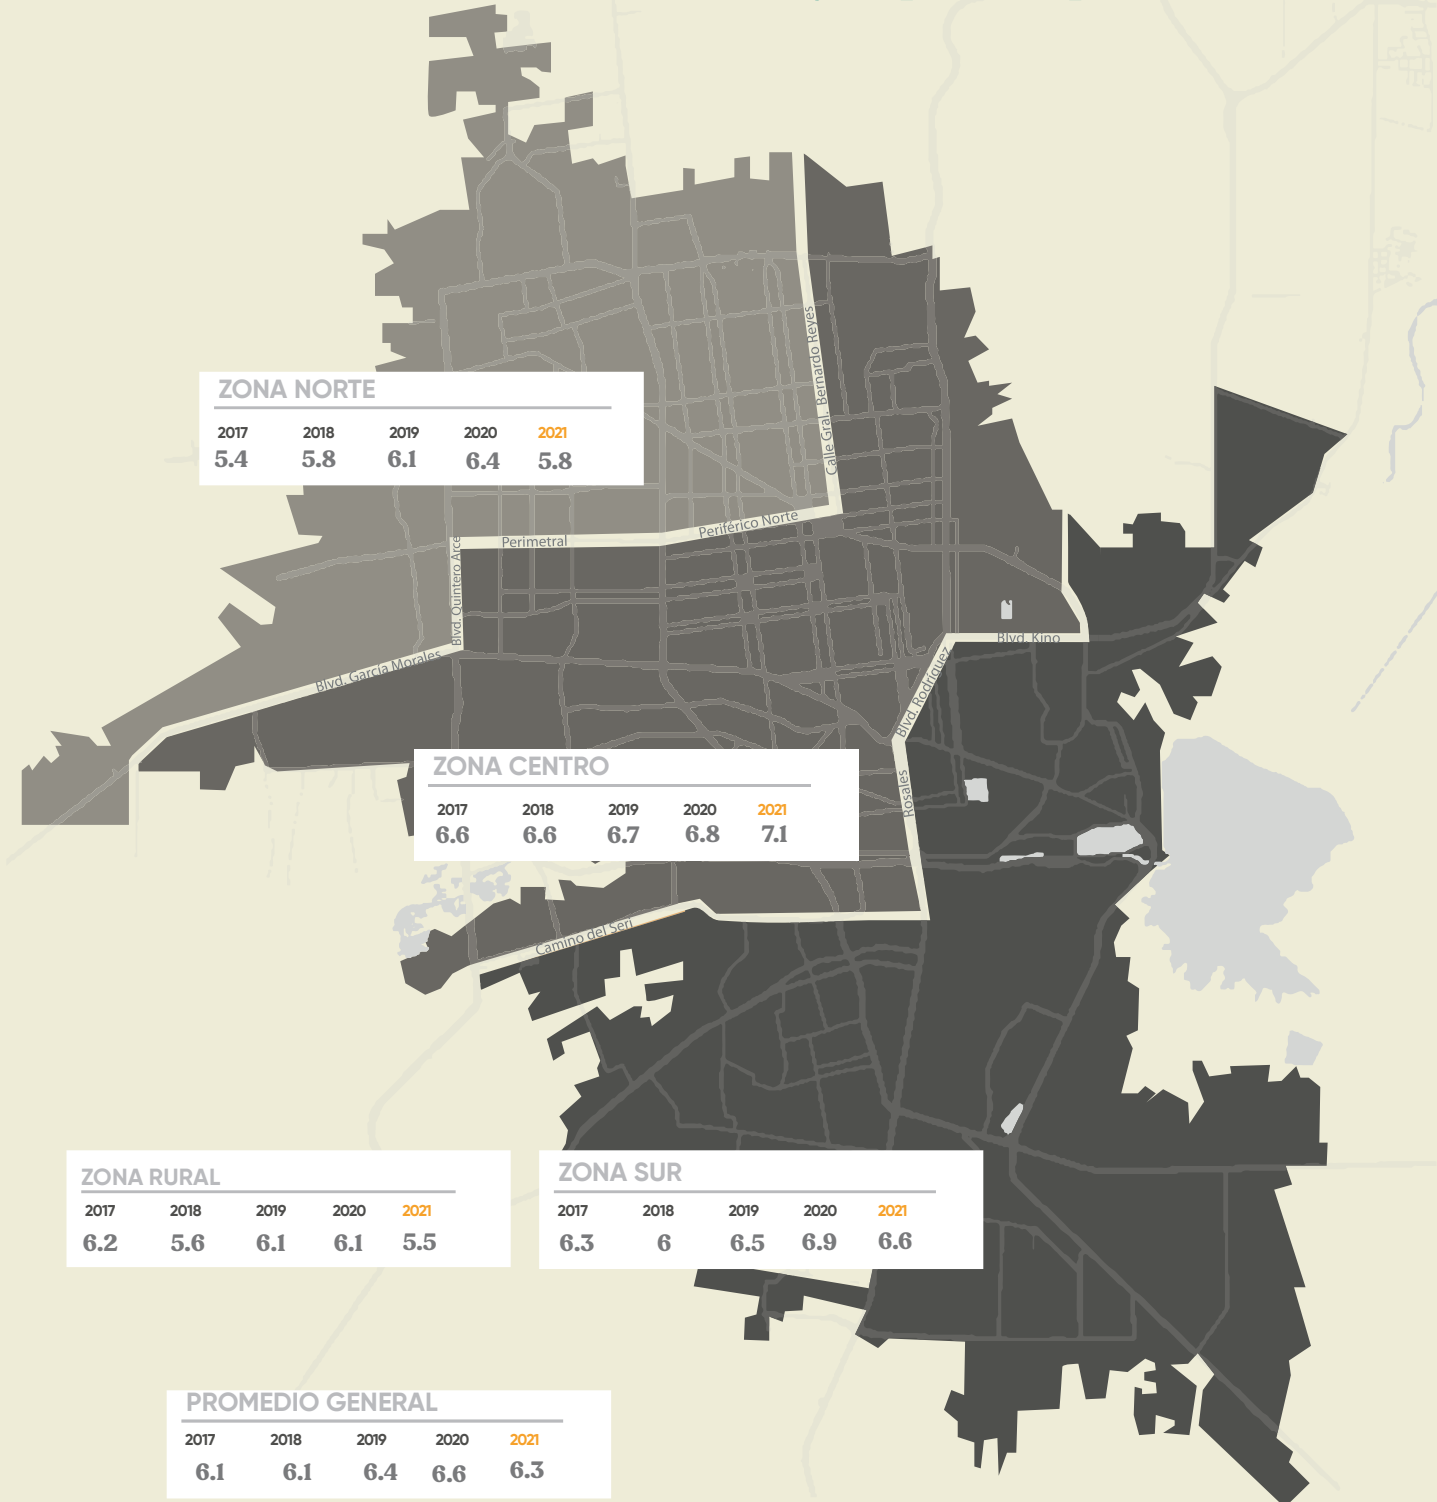 Calle Gral. Bernardo Reyes
ZONA NORTE
2017 2018 2019 2020 2021
5.4 5.8 6.1 6.4 5.8
Periférico Norte
Perimetral
Blvd. Quintero Arce
Blvd. Kino
Blvd. García Morales
Blvd. Rodríguez
ZONA CENTRO
2017 2018 2019 2020 2021
6.6 6.6 6.7 6.8 7.1
Rosales
Camino del Seri
ZONA RURAL
2017 2018 2019 2020 2021
6.2 5.6 6.1 6.1 5.5
ZONA SUR
2017 2018 2019 2020 2021
6.3 6 6.5 6.9 6.6
PROMEDIO GENERAL
2017 2018 2019 2020 2021
6.1 6.1 6.4 6.6 6.3